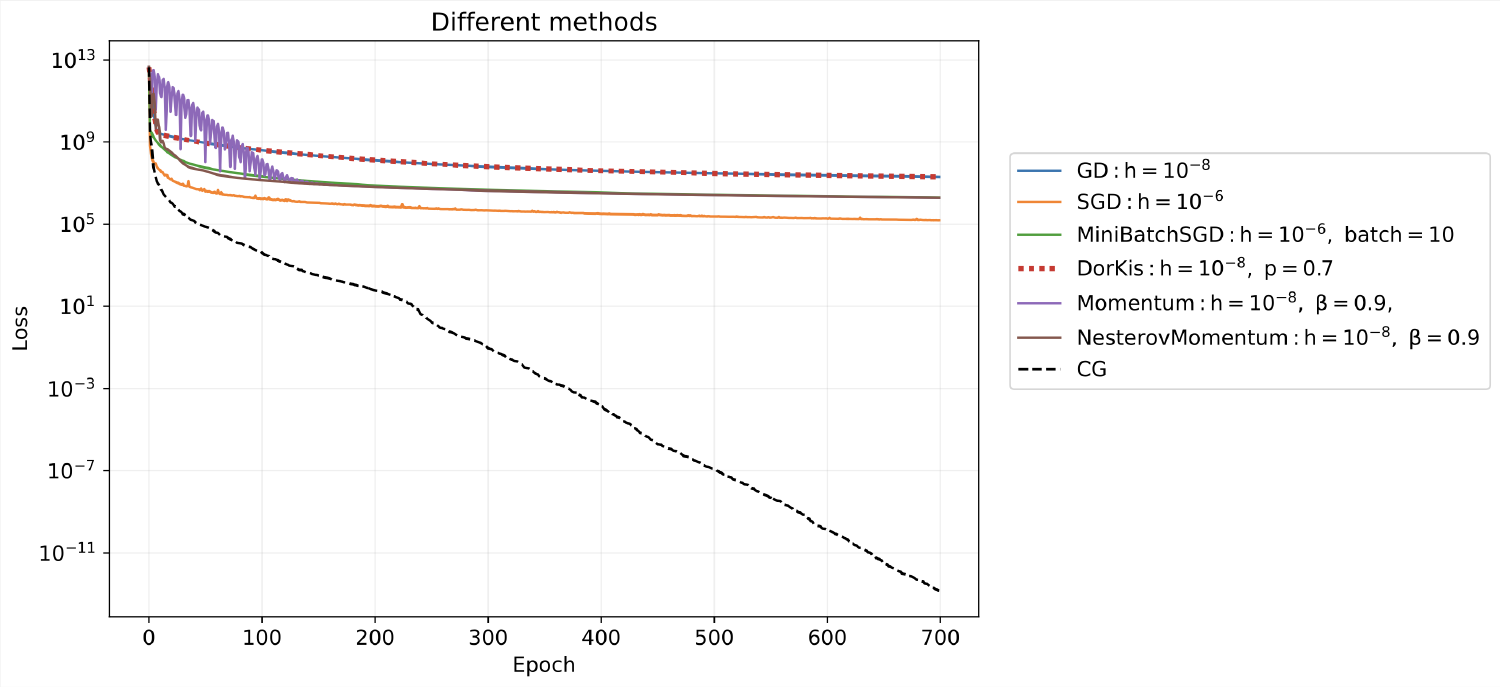 Different methods
10^13
10^9
10^5
10^1
10^−3
10^−7
10^−11
Loss
0 100 200 300 400 500 600 700
Epoch
GD : h = 10^−8
SGD : h = 10^−6
MiniBatchSGD : h = 10^−6, batch = 10
DorKis : h = 10^−8, p = 0.7
Momentum : h = 10^−8, β = 0.9,
NesterovMomentum : h = 10^−8, β = 0.9
CG